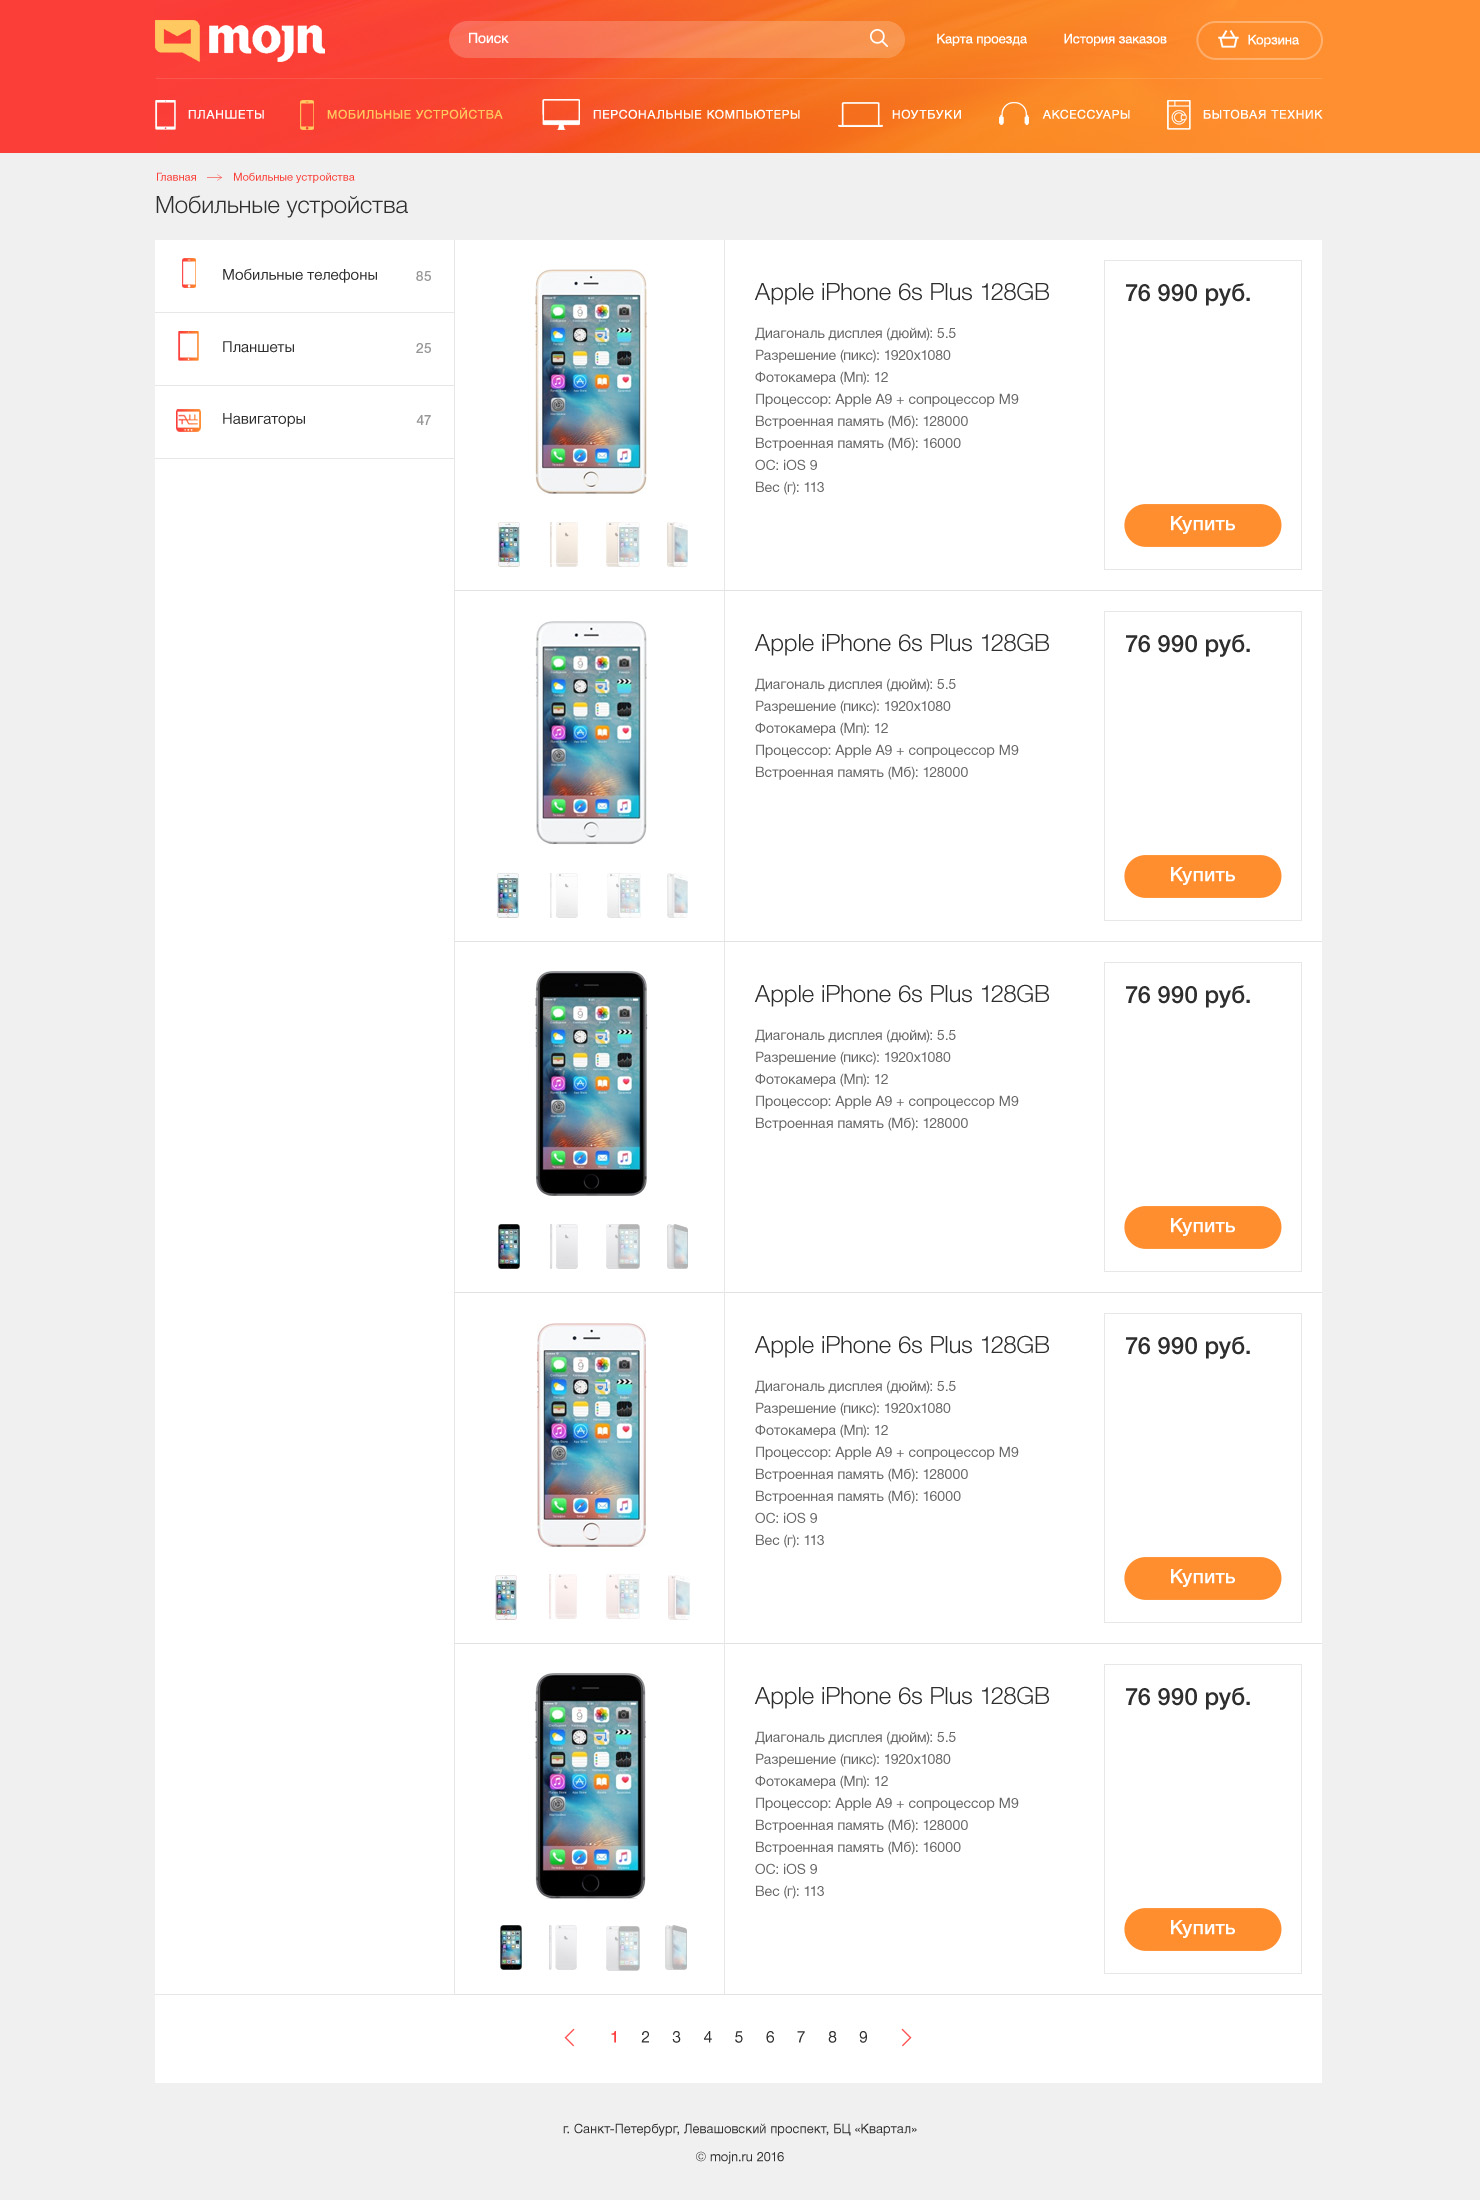 mojn
Поиск
Карта проезда
История заказов
Корзина
ПЛАНШЕТЫ
МОБИЛЬНЫЕ УСТРОЙСТВА
ПЕРСОНАЛЬНЫЕ КОМПЬЮТЕРЫ
НОУТБУКИ
АКСЕССУАРЫ
БЫТОВАЯ ТЕХНИК
Главная
Мобильные устройства
Мобильные устройства
Мобильные телефоны 85
Планшеты 25
Навигаторы 47
Apple iPhone 6s Plus 128GB
Диагональ дисплея (дюйм): 5.5
Разрешение (пикс): 1920x1080
Фотокамера (Мп): 12
Процессор: Apple A9 + сопроцессор M9
Встроенная память (Мб): 128000
Встроенная память (Мб): 16000
ОС: iOS 9
Вес (г): 113
76 990 руб.
Купить
Apple iPhone 6s Plus 128GB
Диагональ дисплея (дюйм): 5.5
Разрешение (пикс): 1920x1080
Фотокамера (Мп): 12
Процессор: Apple A9 + сопроцессор M9
Встроенная память (Мб): 128000
76 990 руб.
Купить
Apple iPhone 6s Plus 128GB
Диагональ дисплея (дюйм): 5.5
Разрешение (пикс): 1920x1080
Фотокамера (Мп): 12
Процессор: Apple A9 + сопроцессор M9
Встроенная память (Мб): 128000
76 990 руб.
Купить
Apple iPhone 6s Plus 128GB
Диагональ дисплея (дюйм): 5.5
Разрешение (пикс): 1920x1080
Фотокамера (Мп): 12
Процессор: Apple A9 + сопроцессор M9
Встроенная память (Мб): 128000
Встроенная память (Мб): 16000
ОС: iOS 9
Вес (г): 113
76 990 руб.
Купить
Apple iPhone 6s Plus 128GB
Диагональ дисплея (дюйм): 5.5
Разрешение (пикс): 1920x1080
Фотокамера (Мп): 12
Процессор: Apple A9 + сопроцессор M9
Встроенная память (Мб): 128000
Встроенная память (Мб): 16000
ОС: iOS 9
Вес (г): 113
76 990 руб.
Купить
1 2 3 4 5 6 7 8 9
г. Санкт-Петербург, Левашовский проспект, БЦ «Квартал»
© mojn.ru 2016